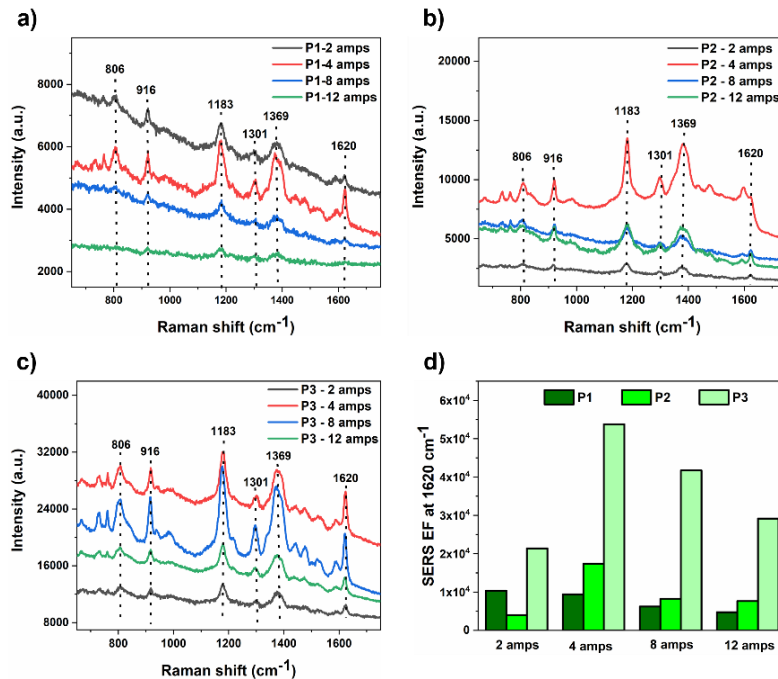 a)
Intensity (a.u.)
8000
6000
4000
2000
806
916
1183
1301
1369
1620
P1-2 amps
P1-4 amps
P1-8 amps
P1-12 amps
800 1000 1200 1400 1600
Raman shift (cm-1)
b)
Intensity (a.u.)
20000
15000
10000
5000
806
916
1183
1301
1369
1620
P2 - 2 amps
P2 - 4 amps
P2 - 8 amps
P2 - 12 amps
800 1000 1200 1400 1600
Raman shift (cm-1)
c)
Intensity (a.u.)
40000
32000
24000
16000
8000
806
916
1183
1301
1369
1620
P3 - 2 amps
P3 - 4 amps
P3 - 8 amps
P3 - 12 amps
800 1000 1200 1400 1600
Raman shift (cm-1)
d)
SERS EF at 1620 cm-1
P1 P2 P3
6x10⁴
5x10⁴
4x10⁴
3x10⁴
2x10⁴
1x10⁴
0
2 amps 4 amps 8 amps 12 amps